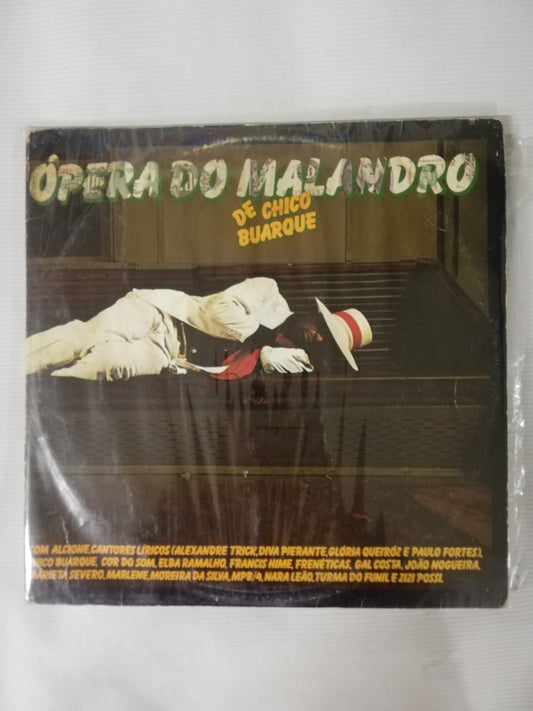 ÓPERA DO MALANDRO
DE CHICO
BUARQUE
COM ALCIONE, CANTORES LÍRICOS (ALEXANDRE TRICK, DIVA PIERANTE, GLÓRIA QUEIRÓZ E PAULO FORTES),
CHICO BUARQUE, COR DO SOM, ELBA RAMALHO, FRANCIS HIME, FRENÉTICAS, GAL COSTA, JOÃO NOGUEIRA,
MARIETA SEVERO, MARLENE, MOREIRA DA SILVA, MPB/4, NARA LEÃO, TURMA DO FUNIL E ZIZI POSSI.